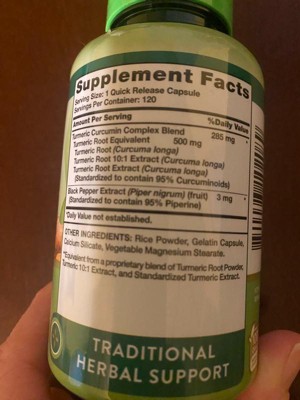 Supplement Facts
Serving Size: 1 Quick Release Capsule
Servings Per Container: 120
Amount Per Serving %Daily Value
Turmeric Curcumin Complex Blend 285 mg *
Turmeric Root Equivalent 500 mg
Turmeric Root (Curcuma longa)
Turmeric Root 10:1 Extract (Curcuma longa)
Turmeric Root Extract (Curcuma longa)
(Standardized to contain 95% Curcuminoids)
Black Pepper Extract (Piper nigrum) (fruit) 3 mg *
(Standardized to contain 95% Piperine)
*Daily Value not established.
OTHER INGREDIENTS: Rice Powder, Gelatin Capsule,
Calcium Silicate, Vegetable Magnesium Stearate.
*Equivalent from a proprietary blend of Turmeric Root Powder,
Turmeric 10:1 Extract, and Standardized Turmeric Extract.
TRADITIONAL
HERBAL SUPPORT